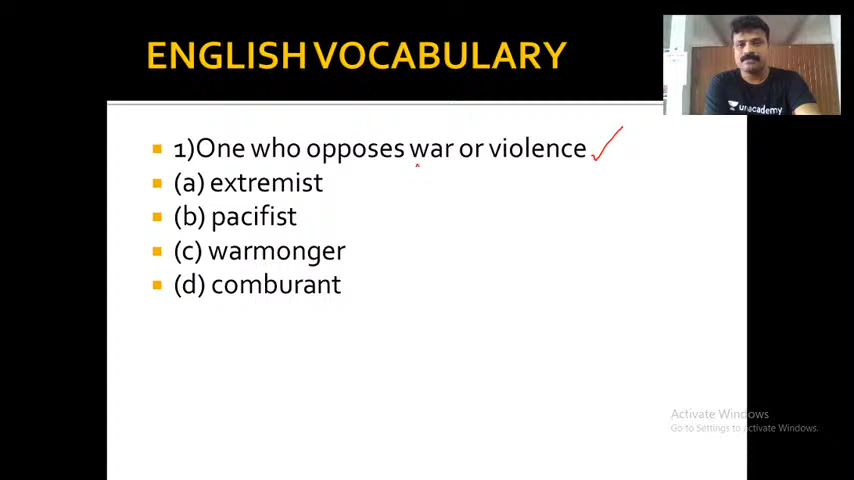 ENGLISH VOCABULARY
unacademy
1)One who opposes war or violence
(a) extremist
(b) pacifist
(c) warmonger
(d) comburant
Activate Windows
Go to Settings to activate Windows.